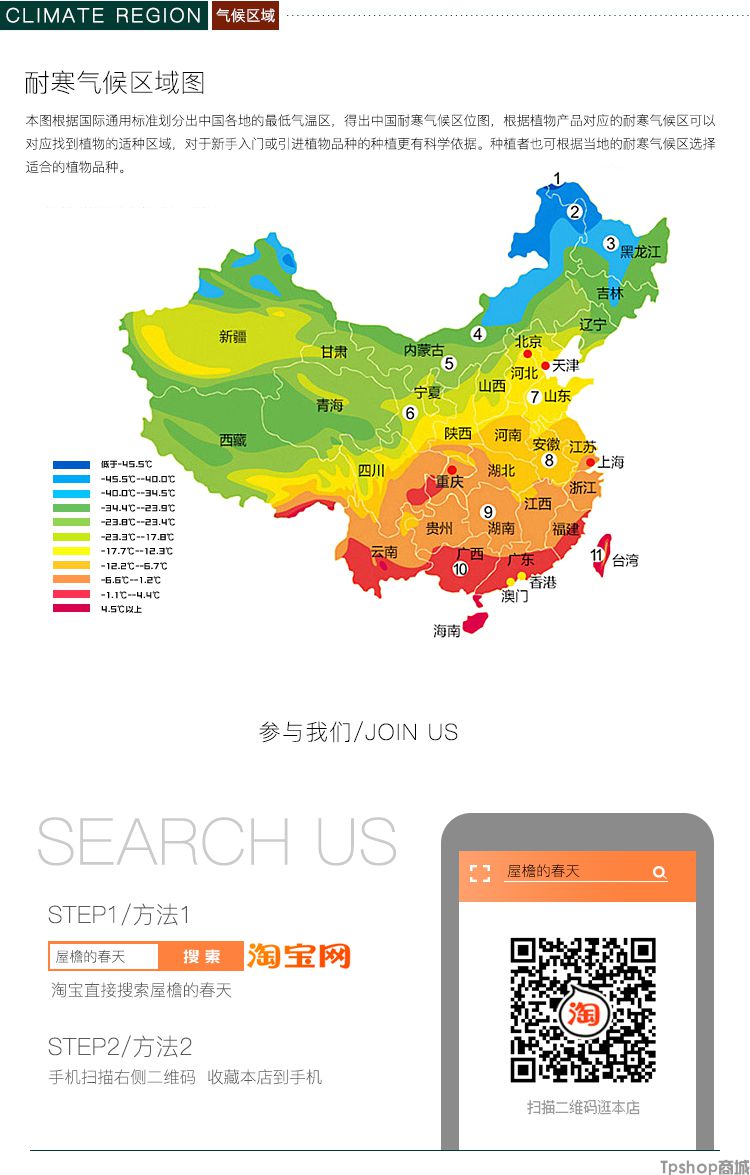 CLIMATE REGION 气候区域
耐寒气候区域图
本图根据国际通用标准划分出中国各地的最低气温区，得出中国耐寒气候区位图，根据植物产品对应的耐寒气候区可以
对应找到植物的适种区域，对于新手入门或引进植物品种的种植更有科学依据。种植者也可根据当地的耐寒气候区选择
适合的植物品种。
1
2
3
黑龙江
吉林
辽宁
4
新疆
甘肃
内蒙古
北京
5
河北
天津
宁夏
山西
7
山东
青海
6
陕西
河南
安徽
江苏
西藏
四川
湖北
8
上海
重庆
浙江
江西
9
贵州
湖南
福建
云南
广西
广东
11
台湾
10
香港
澳门
海南
低于-45.5℃
-45.5℃--40.0℃
-40.0℃--34.5℃
-34.4℃--23.9℃
-23.8℃--23.4℃
-23.3℃--17.8℃
-17.7℃--12.3℃
-12.2℃--6.7℃
-6.6℃--1.2℃
-1.1℃--4.4℃
4.5℃以上
参与我们/JOIN US
SEARCH US
STEP1/方法1
屋檐的春天 搜索 淘宝网
淘宝直接搜索屋檐的春天
STEP2/方法2
手机扫描右侧二维码 收藏本店到手机
屋檐的春天
淘
扫描二维码逛本店
Tpshop商城